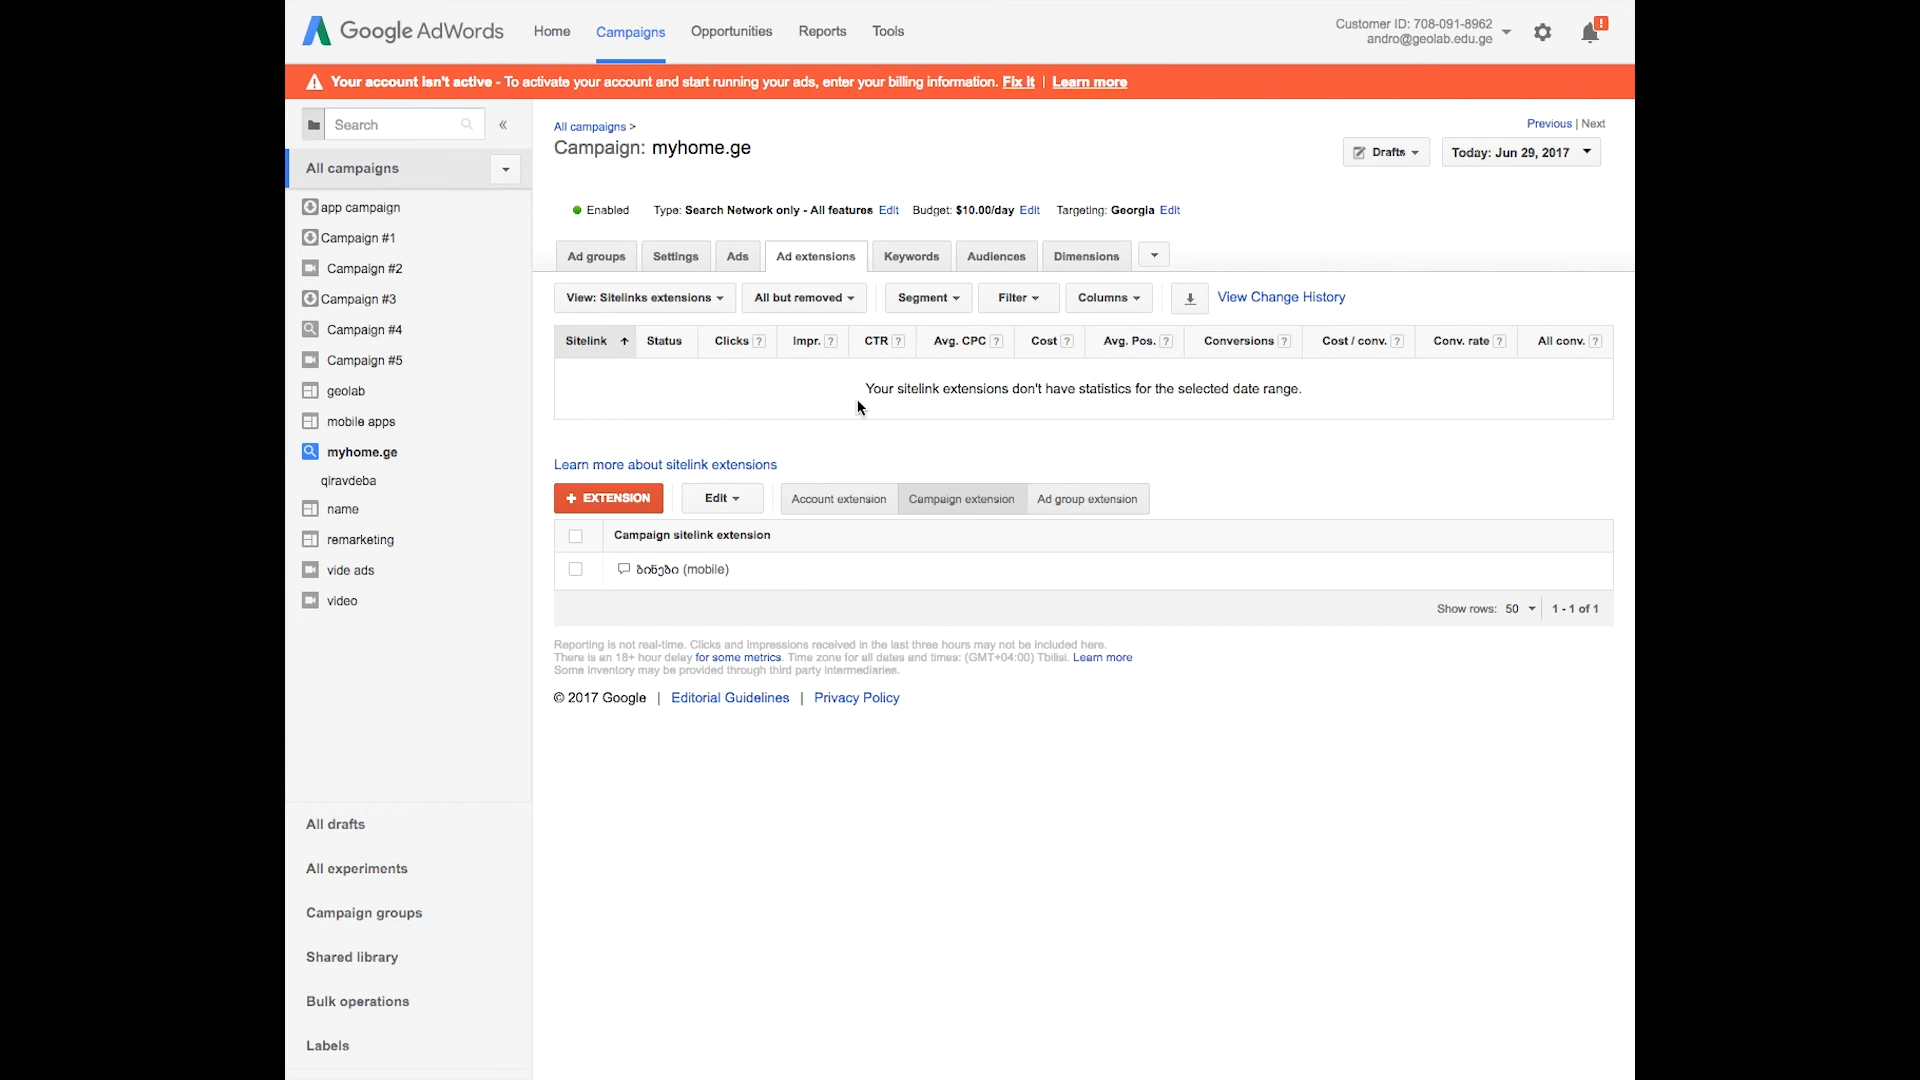 Google AdWords
Home Campaigns Opportunities Reports Tools
Customer ID: 708-091-8962
andro@geolab.edu.ge
!
Your account isn't active - To activate your account and start running your ads, enter your billing information. Fix it | Learn more
Search «
All campaigns
app campaign
Campaign #1
Campaign #2
Campaign #3
Campaign #4
Campaign #5
geolab
mobile apps
myhome.ge
qiravdeba
name
remarketing
vide ads
video
All drafts
All experiments
Campaign groups
Shared library
Bulk operations
Labels
All campaigns >
Previous | Next
Campaign: myhome.ge
Drafts Today: Jun 29, 2017
Enabled Type: Search Network only - All features Edit Budget: $10.00/day Edit Targeting: Georgia Edit
Ad groups Settings Ads Ad extensions Keywords Audiences Dimensions
View: Sitelinks extensions All but removed Segment Filter Columns View Change History
Sitelink Status Clicks ? Impr. ? CTR ? Avg. CPC ? Cost ? Avg. Pos. ? Conversions ? Cost / conv. ? Conv. rate ? All conv. ?
Your sitelink extensions don't have statistics for the selected date range.
Learn more about sitelink extensions
+ EXTENSION Edit Account extension Campaign extension Ad group extension
Campaign sitelink extension
ბინები (mobile)
Show rows: 50 1 - 1 of 1
Reporting is not real-time. Clicks and impressions received in the last three hours may not be included here.
There is an 18+ hour delay for some metrics. Time zone for all dates and times: (GMT+04:00) Tbilisi. Learn more
Some inventory may be provided through third party intermediaries.
© 2017 Google | Editorial Guidelines | Privacy Policy